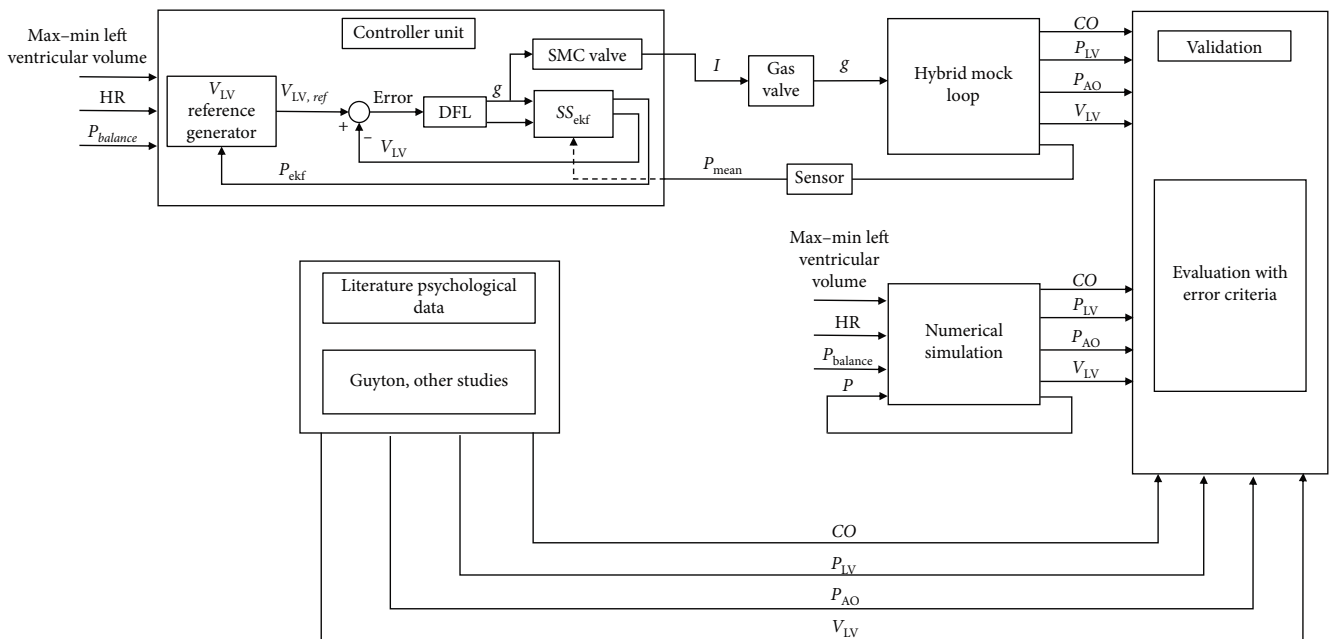 Controller unit
Max–min left
ventricular volume
HR
P_balance
V_LV
reference
generator
V_LV, ref
+
−
Error
DFL
g
SMC valve
SS_ekf
V_LV
P_ekf
I
Gas
valve
g
Hybrid mock
loop
P_mean
Sensor
CO
P_LV
P_AO
V_LV
Validation
Evaluation with
error criteria
Max–min left
ventricular
volume
HR
P_balance
P
Numerical
simulation
CO
P_LV
P_AO
V_LV
Literature psychological
data
Guyton, other studies
CO
P_LV
P_AO
V_LV